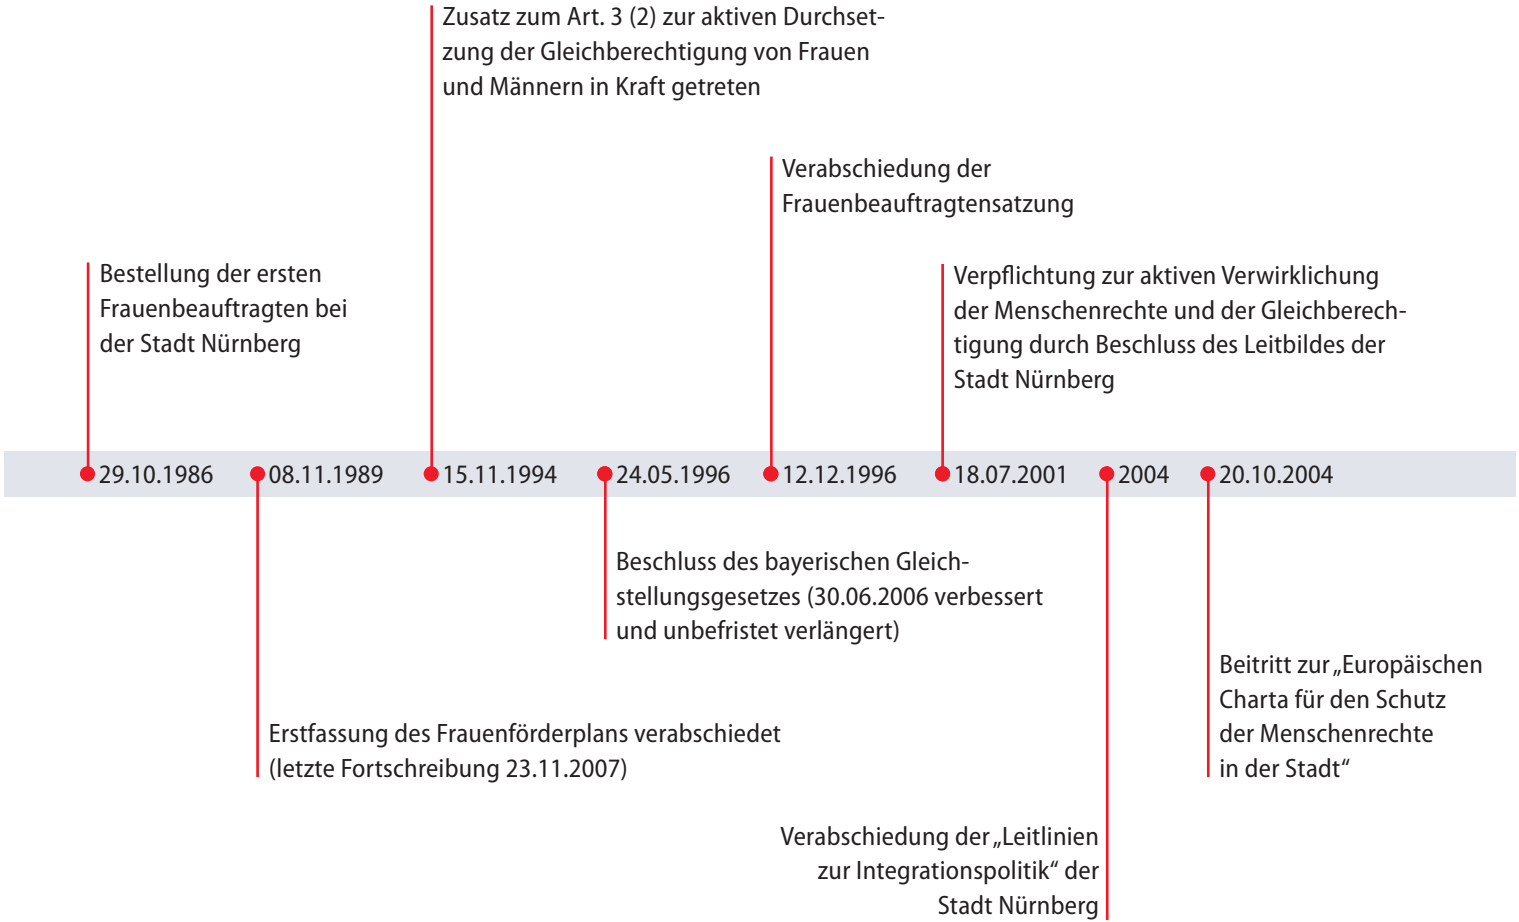 Zusatz zum Art. 3 (2) zur aktiven Durchset-
zung der Gleichberechtigung von Frauen
und Männern in Kraft getreten
Verabschiedung der
Frauenbeauftragtensatzung
Bestellung der ersten
Frauenbeauftragten bei
der Stadt Nürnberg
Verpflichtung zur aktiven Verwirklichung
der Menschenrechte und der Gleichberech-
tigung durch Beschluss des Leitbildes der
Stadt Nürnberg
29.10.1986 08.11.1989 15.11.1994 24.05.1996 12.12.1996 18.07.2001 2004 20.10.2004
Beschluss des bayerischen Gleich-
stellungsgesetzes (30.06.2006 verbessert
und unbefristet verlängert)
Beitritt zur „Europäischen
Charta für den Schutz
der Menschenrechte
in der Stadt“
Erstfassung des Frauenförderplans verabschiedet
(letzte Fortschreibung 23.11.2007)
Verabschiedung der „Leitlinien
zur Integrationspolitik“ der
Stadt Nürnberg